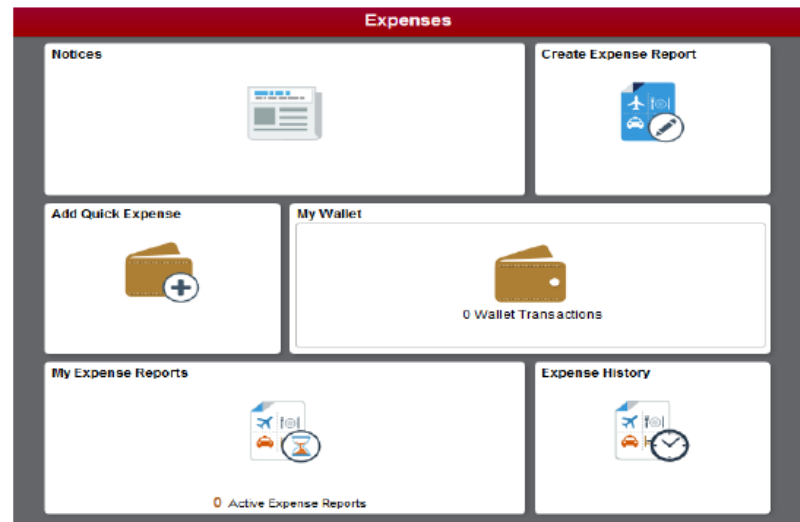 Expenses
Notices
Create Expense Report
Add Quick Expense
My Wallet
0 Wallet Transactions
My Expense Reports
0 Active Expense Reports
Expense History